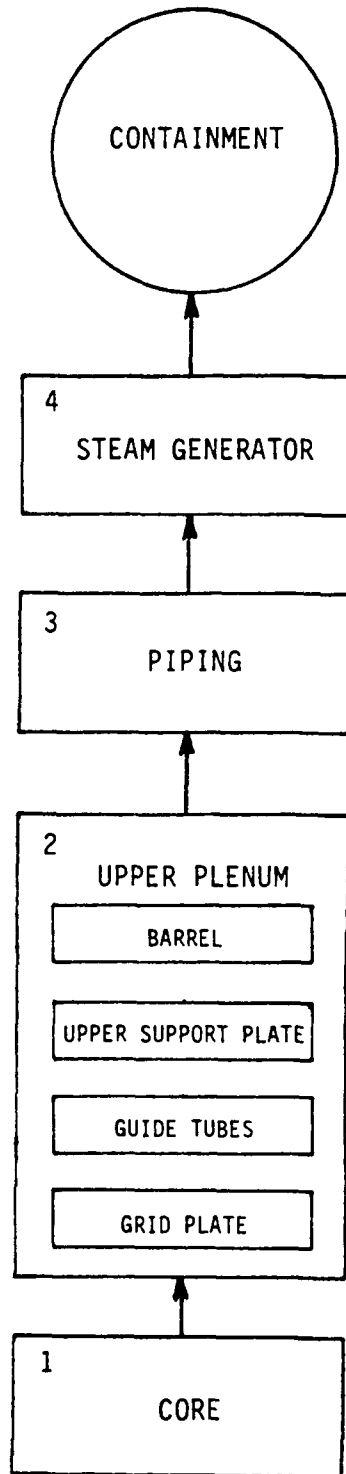 CONTAINMENT
4
STEAM GENERATOR
3
PIPING
2
UPPER PLENUM
BARREL
UPPER SUPPORT PLATE
GUIDE TUBES
GRID PLATE
1
CORE